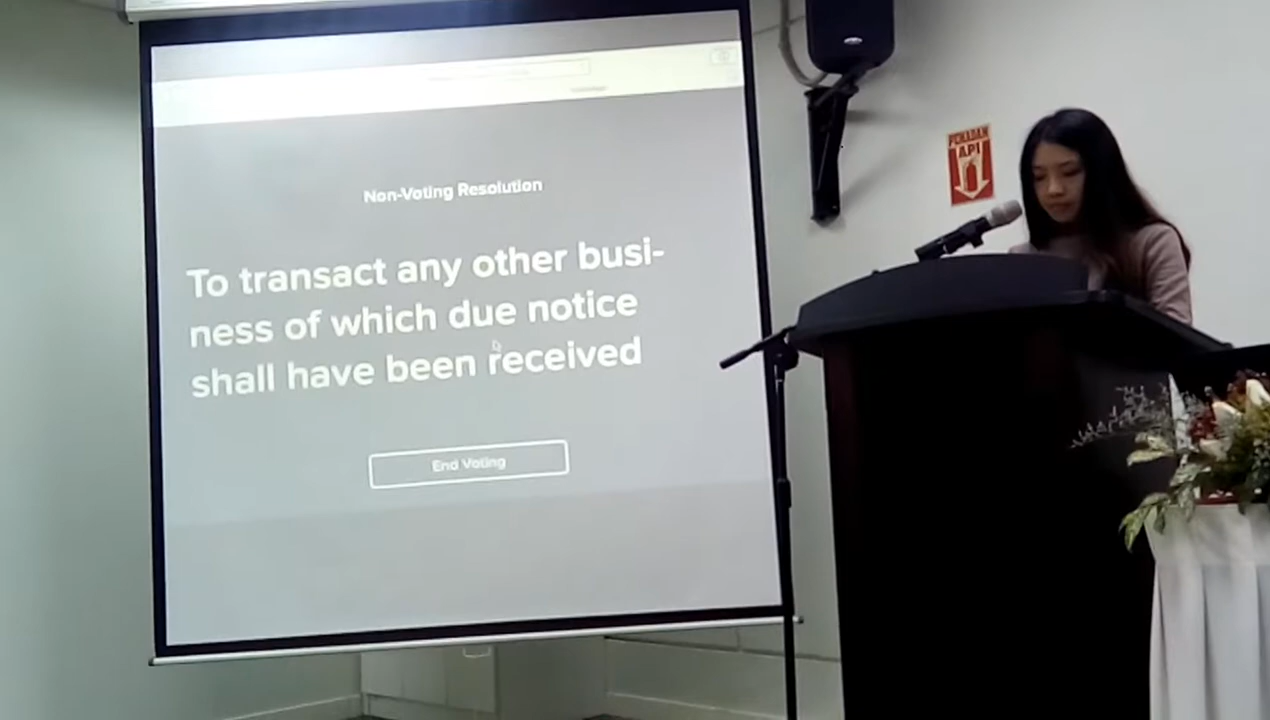 Non-Voting Resolution
To transact any other busi-
ness of which due notice
shall have been received
End Voting
PEMADAM
API